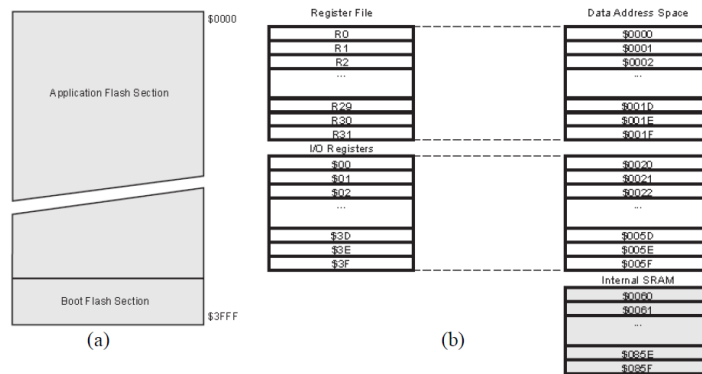 $0000
Application Flash Section
Boot Flash Section
$3FFF
(a)
Register File
Data Address Space
R0
$0000
R1
$0001
R2
$0002
...
...
R29
$001D
R30
$001E
R31
$001F
I/O Registers
$00
$0020
$01
$0021
$02
$0022
...
...
$3D
$005D
$3E
$005E
$3F
$005F
Internal SRAM
$0060
$0061
...
$085E
$085F
(b)